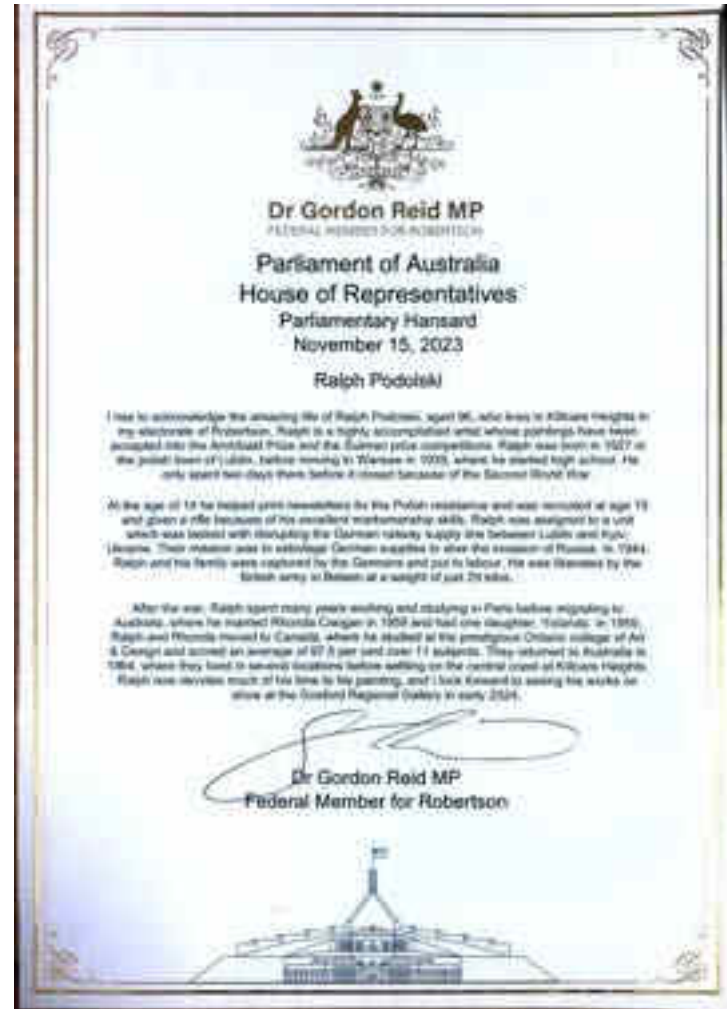 Dr Gordon Reid MP
FEDERAL MEMBER FOR ROBERTSON
Parliament of Australia
House of Representatives
Parliamentary Hansard
November 15, 2023
Ralph Podolski
I rise to acknowledge the amazing life of Ralph Podolski, aged 96, who lives in Killcare Heights in
my electorate of Robertson. Ralph is a highly accomplished artist whose paintings have been
accepted into the Archibald Prize and the Sulman prize competitions. Ralph was born in 1927 in
the polish town of Lublin, before moving to Warsaw in 1939, where he started high school. He
only spent two days there before it closed because of the Second World War.
At the age of 14 he helped print newsletters for the Polish resistance and was recruited at age 15
and given a rifle because of his excellent marksmanship skills. Ralph was assigned to a unit
which was tasked with disrupting the German railway supply line between Lublin and Kyiv,
Ukraine. Their mission was to sabotage German supplies to slow the invasion of Russia. In 1944,
Ralph and his family were captured by the Germans and put to labour. He was liberated by the
British army in at a weight of just 29 kilos.
After the war, Ralph spent many years working and studying in Paris before migrating to
Australia, where he married Rhonda in 1959 and had one daughter, Yolanda. In
Ralph and Rhonda moved to Canada, where he studied at the prestigious Ontario college of Art
& Design and scored an average of 97.5 per cent over 11 subjects. They returned to Australia in
1984, where they lived in several locations before settling on the central coast at Killcare Heights.
Ralph now devotes much of his time to his painting, and I look forward to seeing his works on
show at the Gosford Regional Gallery in early 2024.
Dr Gordon Reid MP
Federal Member for Robertson